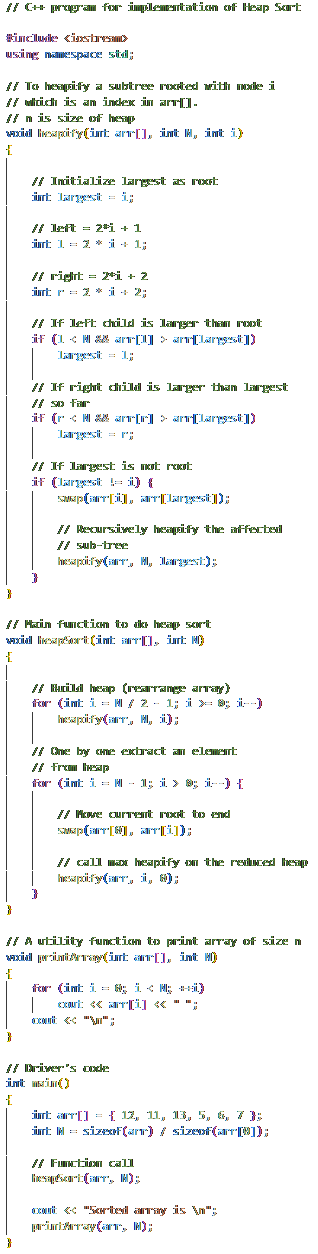 // C++ program for implementation of Heap Sort
#include <iostream>
using namespace std;
// To heapify a subtree rooted with node i
// which is an index in arr[].
// n is size of heap
void heapify(int arr[], int N, int i)
{
// Initialize largest as root
int largest = i;
// left = 2*i + 1
int l = 2 * i + 1;
// right = 2*i + 2
int r = 2 * i + 2;
// If left child is larger than root
if (l < N && arr[l] > arr[largest])
largest = l;
// If right child is larger than largest
// so far
if (r < N && arr[r] > arr[largest])
largest = r;
// If largest is not root
if (largest != i) {
swap(arr[i], arr[largest]);
// Recursively heapify the affected
// sub-tree
heapify(arr, N, largest);
}
}
// Main function to do heap sort
void heapSort(int arr[], int N)
{
// Build heap (rearrange array)
for (int i = N / 2 - 1; i >= 0; i--)
heapify(arr, N, i);
// One by one extract an element
// from heap
for (int i = N - 1; i > 0; i--) {
// Move current root to end
swap(arr[0], arr[i]);
// call max heapify on the reduced heap
heapify(arr, i, 0);
}
}
// A utility function to print array of size n
void printArray(int arr[], int N)
{
for (int i = 0; i < N; ++i)
cout << arr[i] << " ";
cout << "\n";
}
// Driver's code
int main()
{
int arr[] = { 12, 11, 13, 5, 6, 7 };
int N = sizeof(arr) / sizeof(arr[0]);
// Function call
heapSort(arr, N);
cout << "Sorted array is \n";
printArray(arr, N);
}